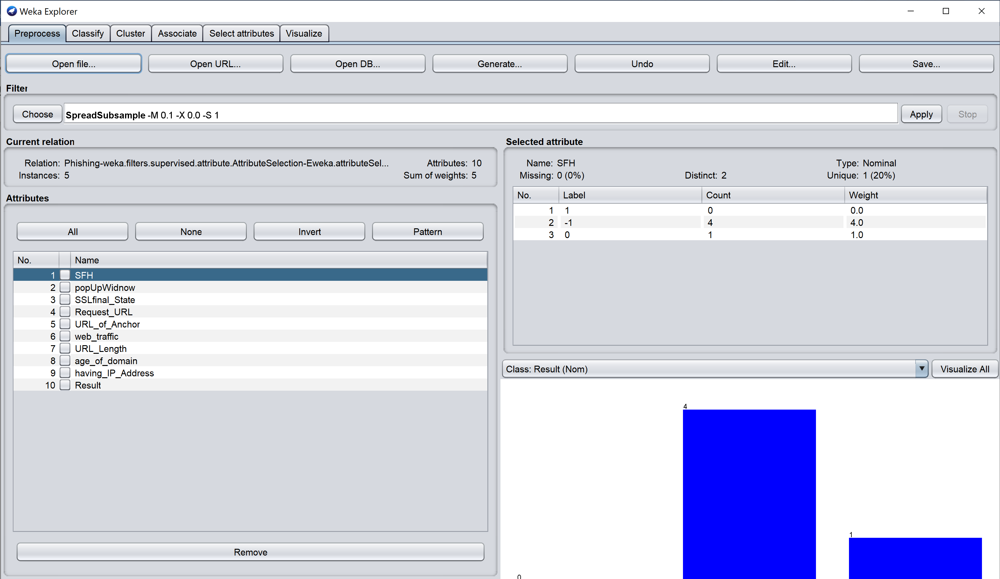 Weka Explorer
Preprocess Classify Cluster Associate Select attributes Visualize
Open file... Open URL... Open DB... Generate... Undo Edit... Save...
Filter
Choose SpreadSubsample -M 0.1 -X 0.0 -S 1 Apply Stop
Current relation
Relation: Phishing-weka.filters.supervised.attribute.AttributeSelection-Eweka.attributeSel... Attributes: 10
Instances: 5 Sum of weights: 5
Attributes
All None Invert Pattern
No. Name
1 SFH
2 popUpWidnow
3 SSLfinal_State
4 Request_URL
5 URL_of_Anchor
6 web_traffic
7 URL_Length
8 age_of_domain
9 having_IP_Address
10 Result
Remove
Selected attribute
Name: SFH Type: Nominal
Missing: 0 (0%) Distinct: 2 Unique: 1 (20%)
No. Label Count Weight
1 1 0 0.0
2 -1 4 4.0
3 0 1 1.0
Class: Result (Nom) Visualize All
4
1
0